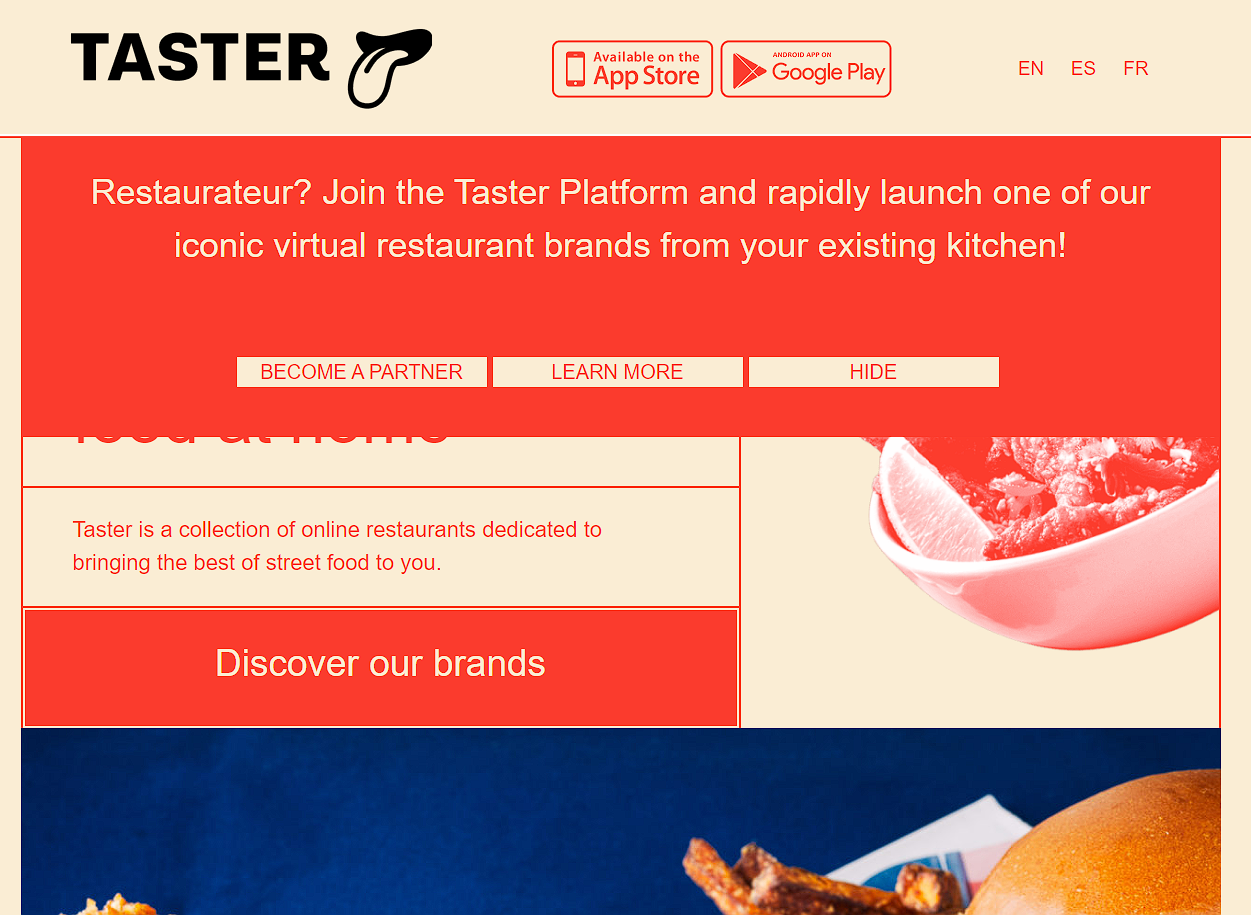 TASTER
Available on the
App Store
ANDROID APP ON
Google Play
EN ES FR
Restaurateur? Join the Taster Platform and rapidly launch one of our
iconic virtual restaurant brands from your existing kitchen!
BECOME A PARTNER
LEARN MORE
HIDE
food at home
Taster is a collection of online restaurants dedicated to
bringing the best of street food to you.
Discover our brands